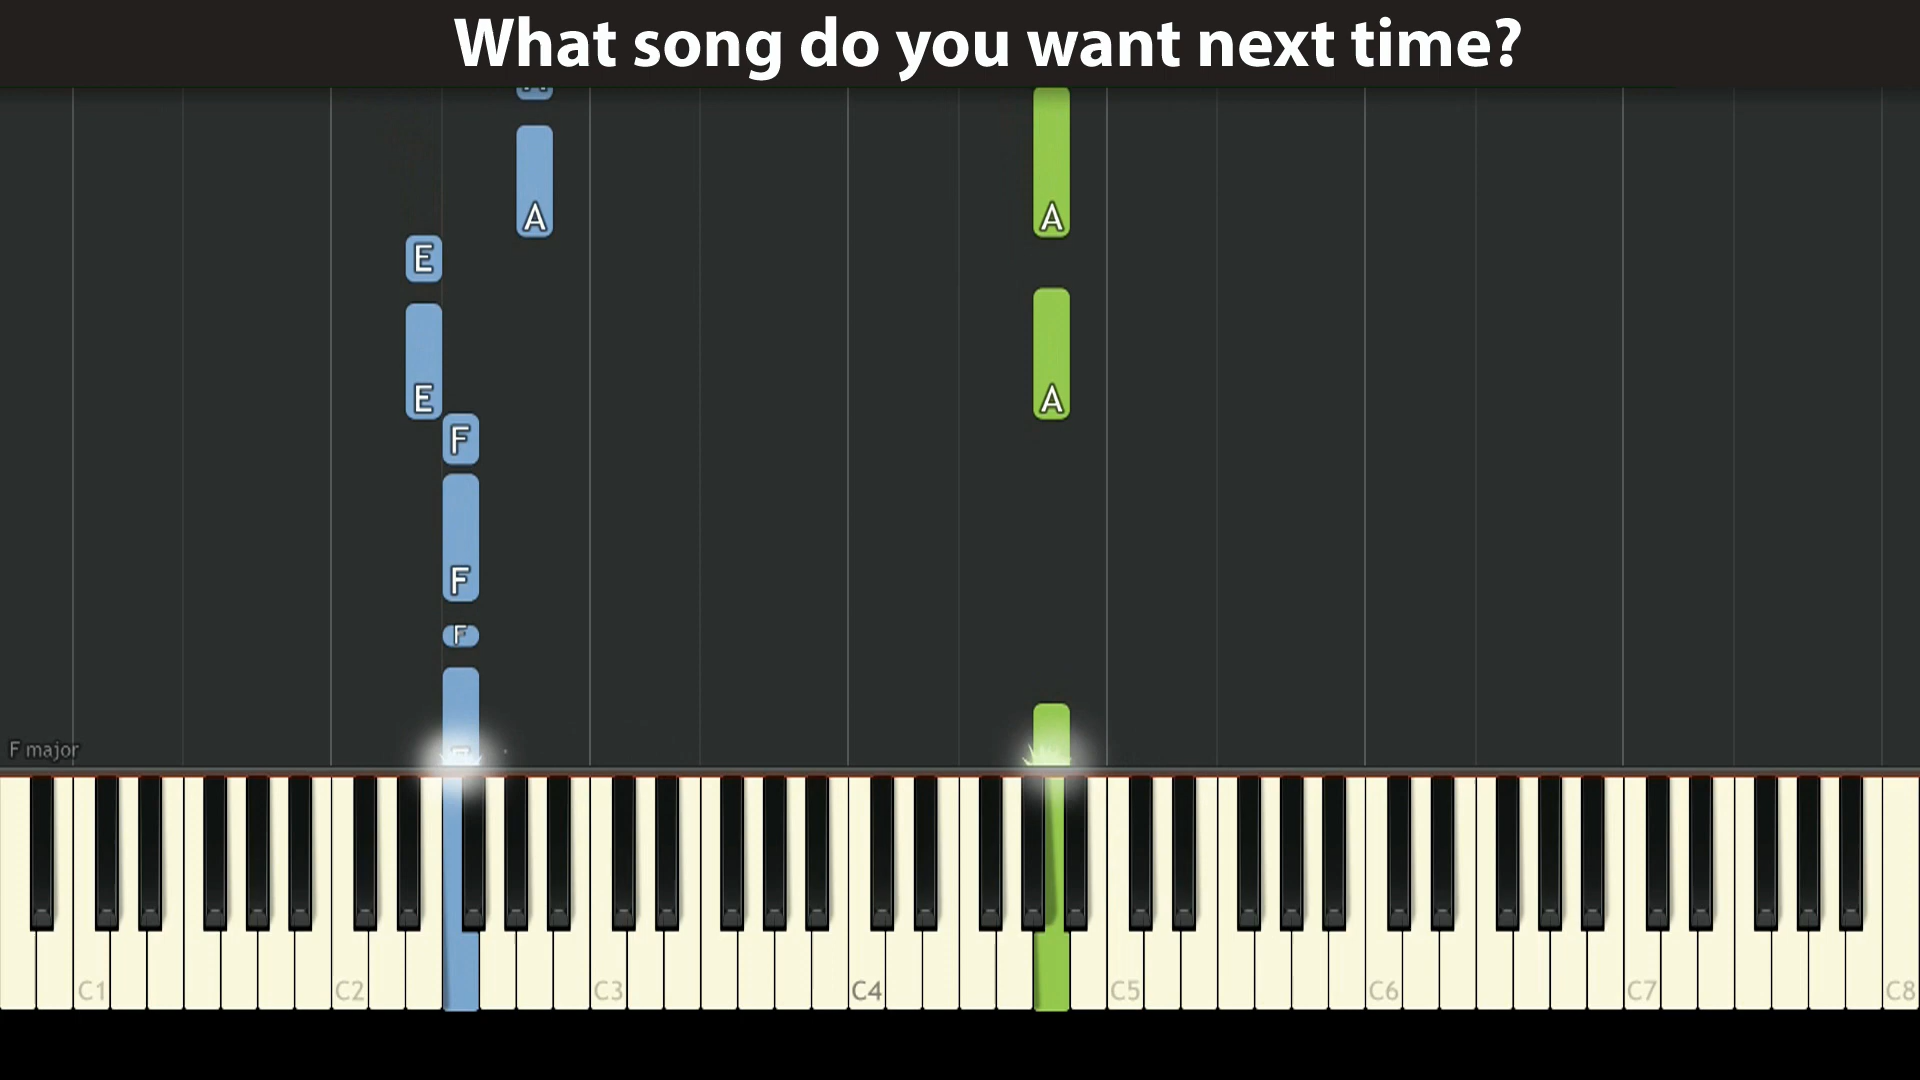 What song do you want next time?
A A
E
E A
F
F
F
F major
C1 C2 C3 C4 C5 C6 C7 C8